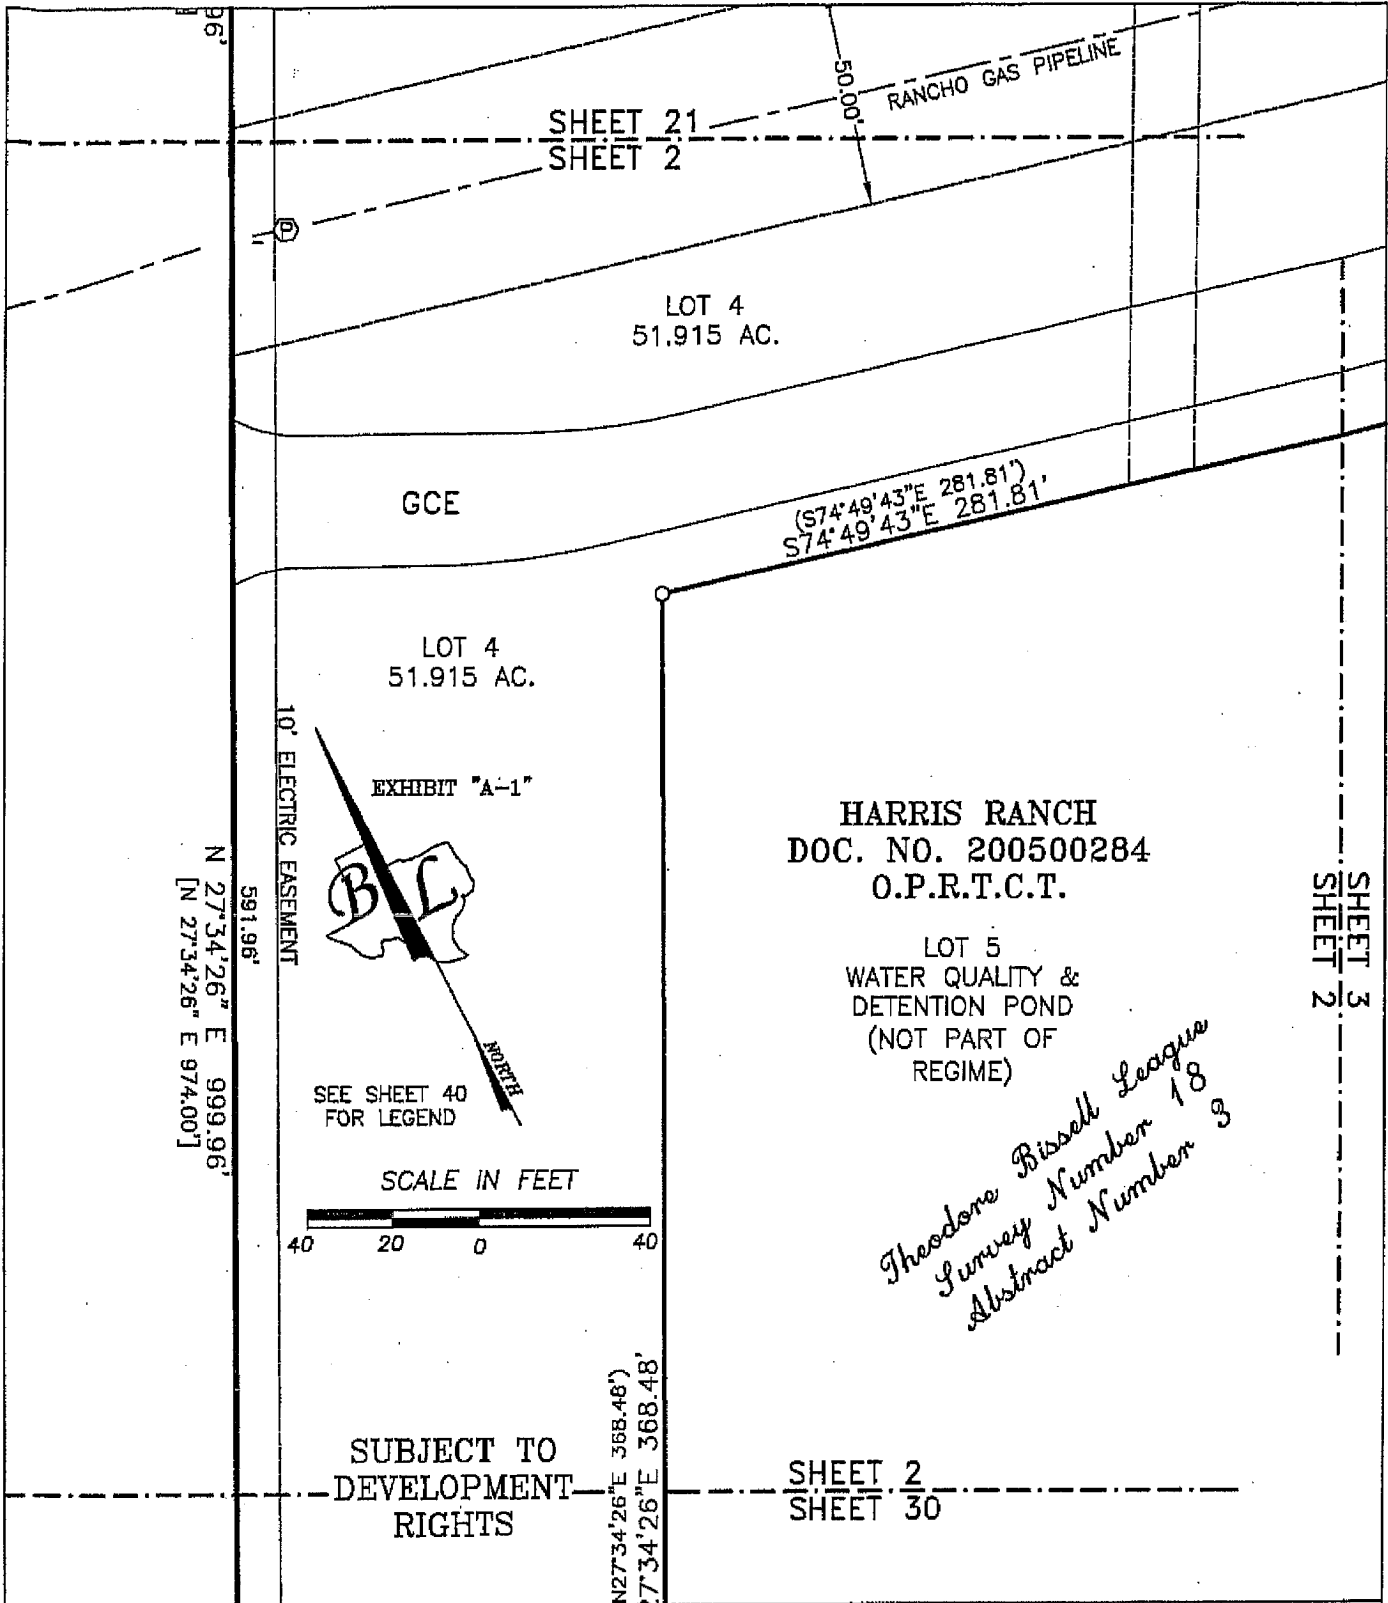 96'
50.00'
RANCHO GAS PIPELINE
SHEET 21
SHEET 2
P
LOT 4
51.915 AC.
GCE
(S74°49'43"E 281.81')
S74°49'43"E 281.81'
LOT 4
51.915 AC.
10' ELECTRIC EASEMENT
EXHIBIT "A-1"
B L
NORTH
HARRIS RANCH
DOC. NO. 200500284
O.P.R.T.C.T.
LOT 5
WATER QUALITY &
DETENTION POND
(NOT PART OF
REGIME)
SHEET 3
SHEET 2
591.96'
N 27°34'26" E 999.96'
[N 27°34'26" E 974.00']
SEE SHEET 40
FOR LEGEND
Theodore Bissell League
Survey Number 18
Abstract Number 3
SCALE IN FEET
40 20 0 40
N27°34'26"E 368.48')
27°34'26"E 368.48'
SUBJECT TO
DEVELOPMENT
RIGHTS
SHEET 2
SHEET 30